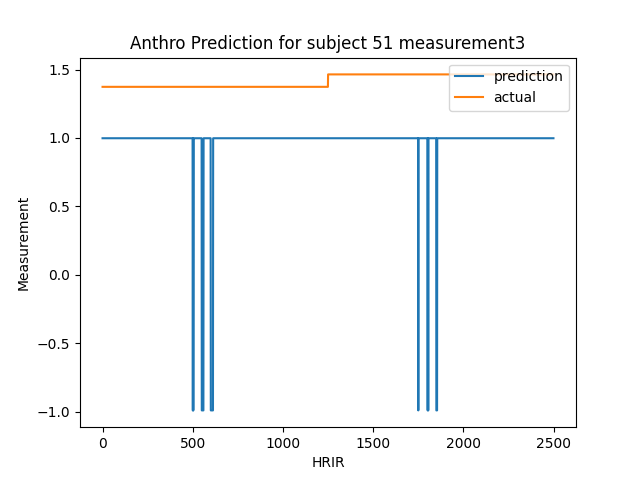 Anthro Prediction for subject 51 measurement3
prediction
actual
1.5
1.0
0.5
0.0
−0.5
−1.0
Measurement
0
500
1000
1500
2000
2500
HRIR